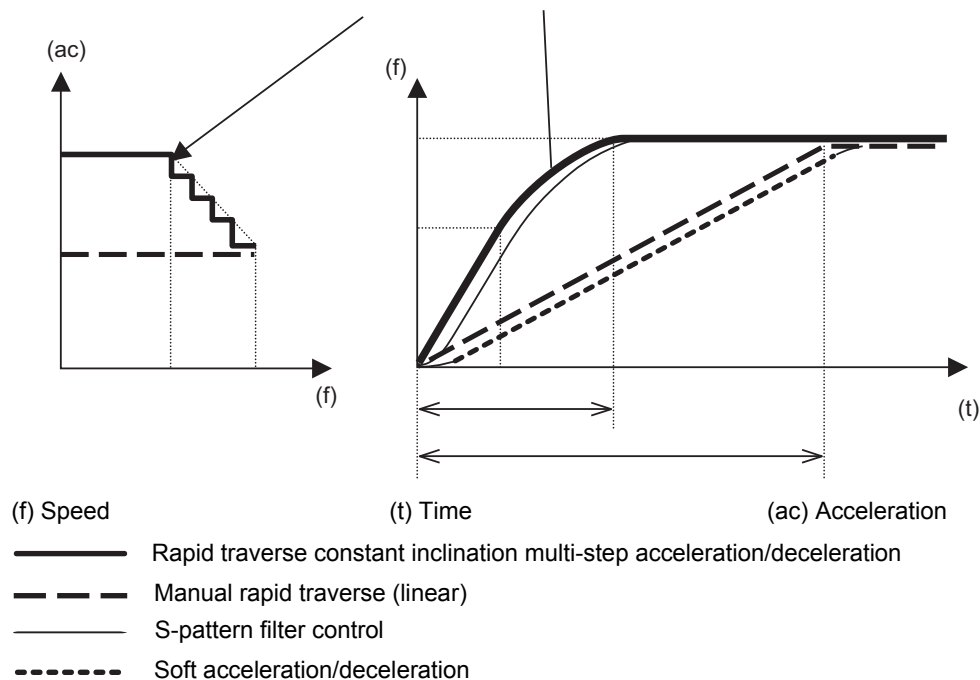 (ac)
(f)
(f)
(t)
(f) Speed (t) Time (ac) Acceleration
Rapid traverse constant inclination multi-step acceleration/deceleration
Manual rapid traverse (linear)
S-pattern filter control
Soft acceleration/deceleration